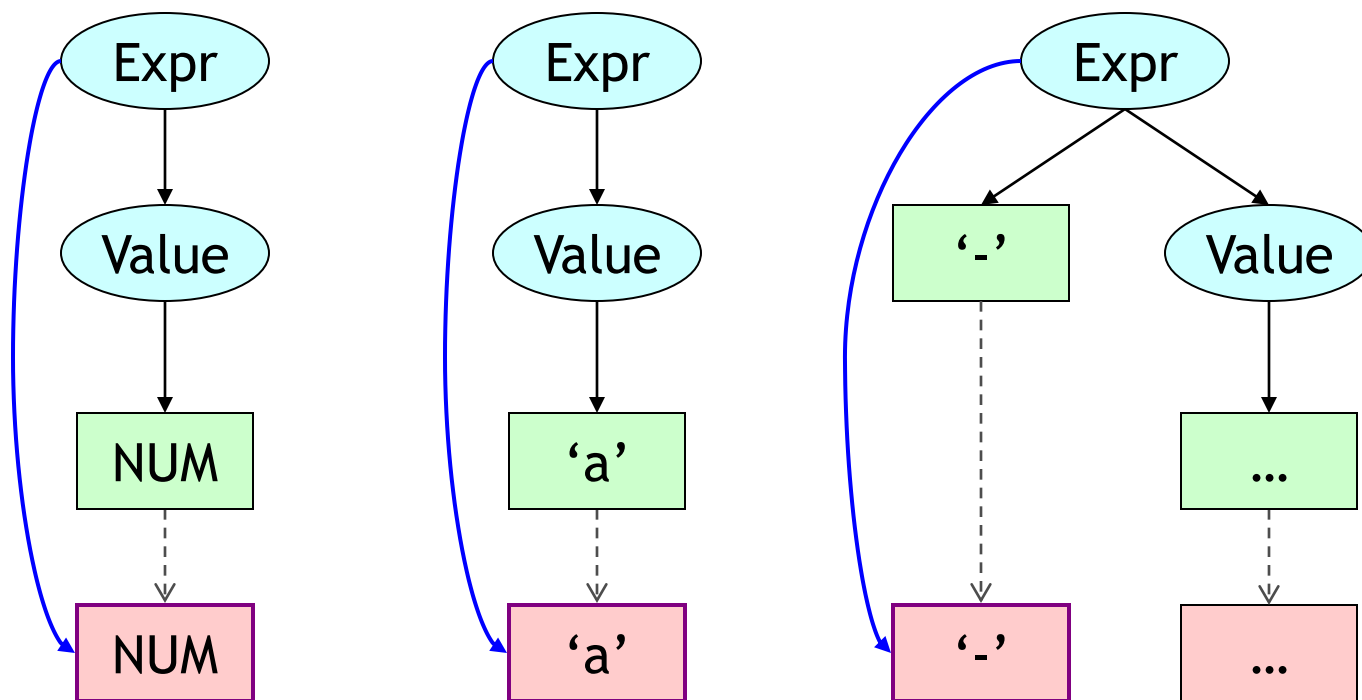 Expr
Expr
Expr
Value
Value
‘-’
Value
NUM
‘a’
...
NUM
‘a’
‘-’
...